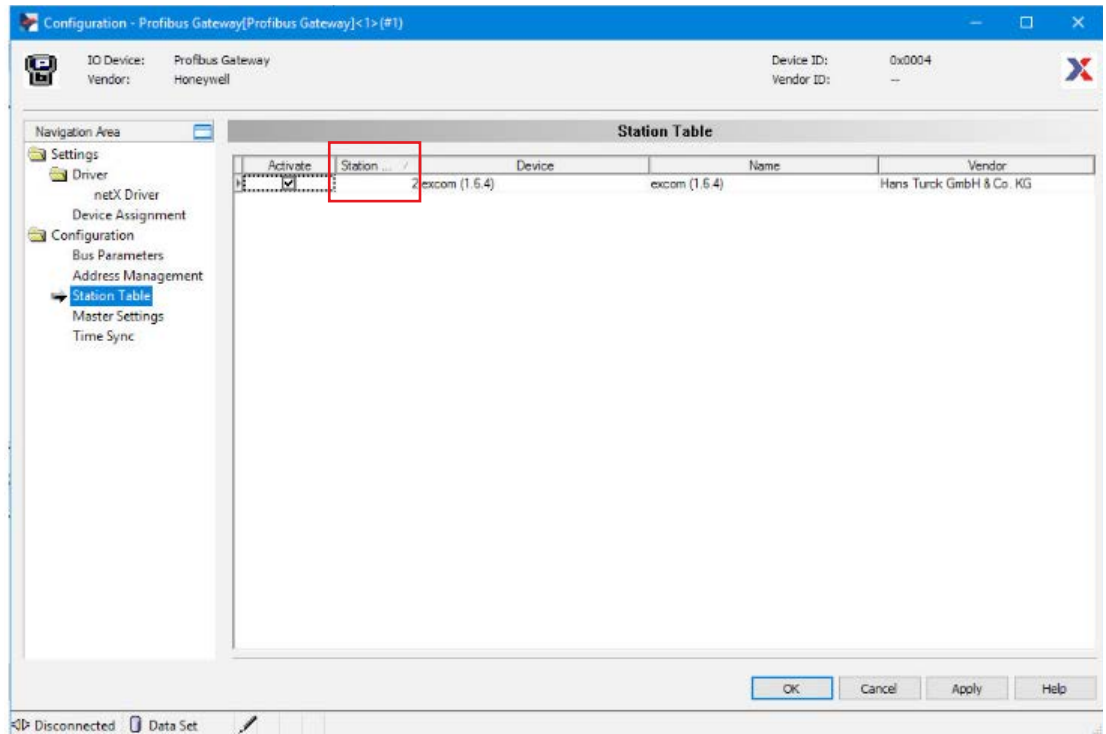 Configuration - Profibus Gateway[Profibus Gateway]<1>(#1)
IO Device: Profibus Gateway Device ID: 0x0004
Vendor: Honeywell Vendor ID: --
Navigation Area
Station Table
Settings
Driver
netX Driver
Device Assignment
Configuration
Bus Parameters
Address Management
Station Table
Master Settings
Time Sync
Activate Station ... Device Name Vendor
2 excom (1.6.4) excom (1.6.4) Hans Turck GmbH & Co. KG
OK Cancel Apply Help
Disconnected Data Set